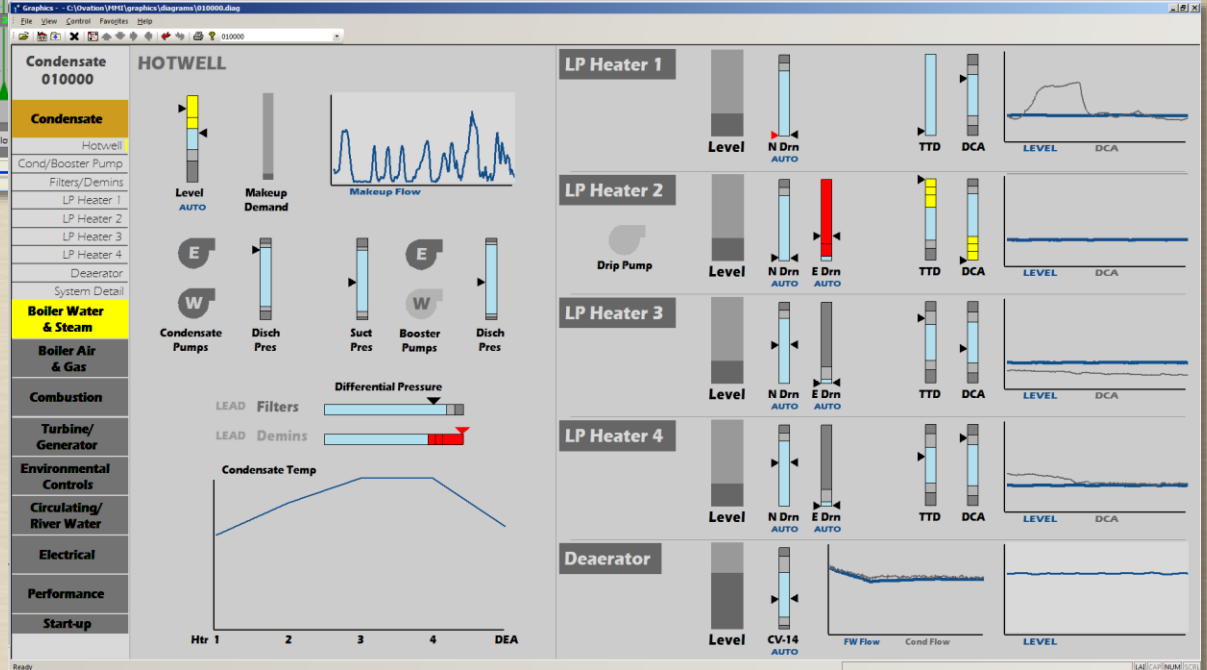 Graphics - - C:\Ovation\MMI\graphics\diagrams\010000.diag
File View Control Favorites Help
010000
Condensate
010000
Condensate
Hotwell
Cond/Booster Pump
Filters/Demins
LP Heater 1
LP Heater 2
LP Heater 3
LP Heater 4
Deaerator
System Detail
Boiler Water
& Steam
Boiler Air
& Gas
Combustion
Turbine/
Generator
Environmental
Controls
Circulating/
River Water
Electrical
Performance
Start-up
HOTWELL
Level
AUTO
Makeup
Demand
Makeup Flow
E
W
Condensate
Pumps
Disch
Pres
Suct
Pres
E
W
Booster
Pumps
Disch
Pres
Differential Pressure
LEAD Filters
LEAD Demins
Condensate Temp
Htr 1 2 3 4 DEA
LP Heater 1
Level N Drn TTD DCA
AUTO
LEVEL DCA
LP Heater 2
Drip Pump
Level N Drn E Drn TTD DCA
AUTO AUTO
LEVEL DCA
LP Heater 3
Level N Drn E Drn TTD DCA
AUTO AUTO
LEVEL DCA
LP Heater 4
Level N Drn E Drn TTD DCA
AUTO AUTO
LEVEL DCA
Deaerator
Level CV-14
AUTO
FW Flow Cond Flow
LEVEL
Ready
CAP NUM SCRL